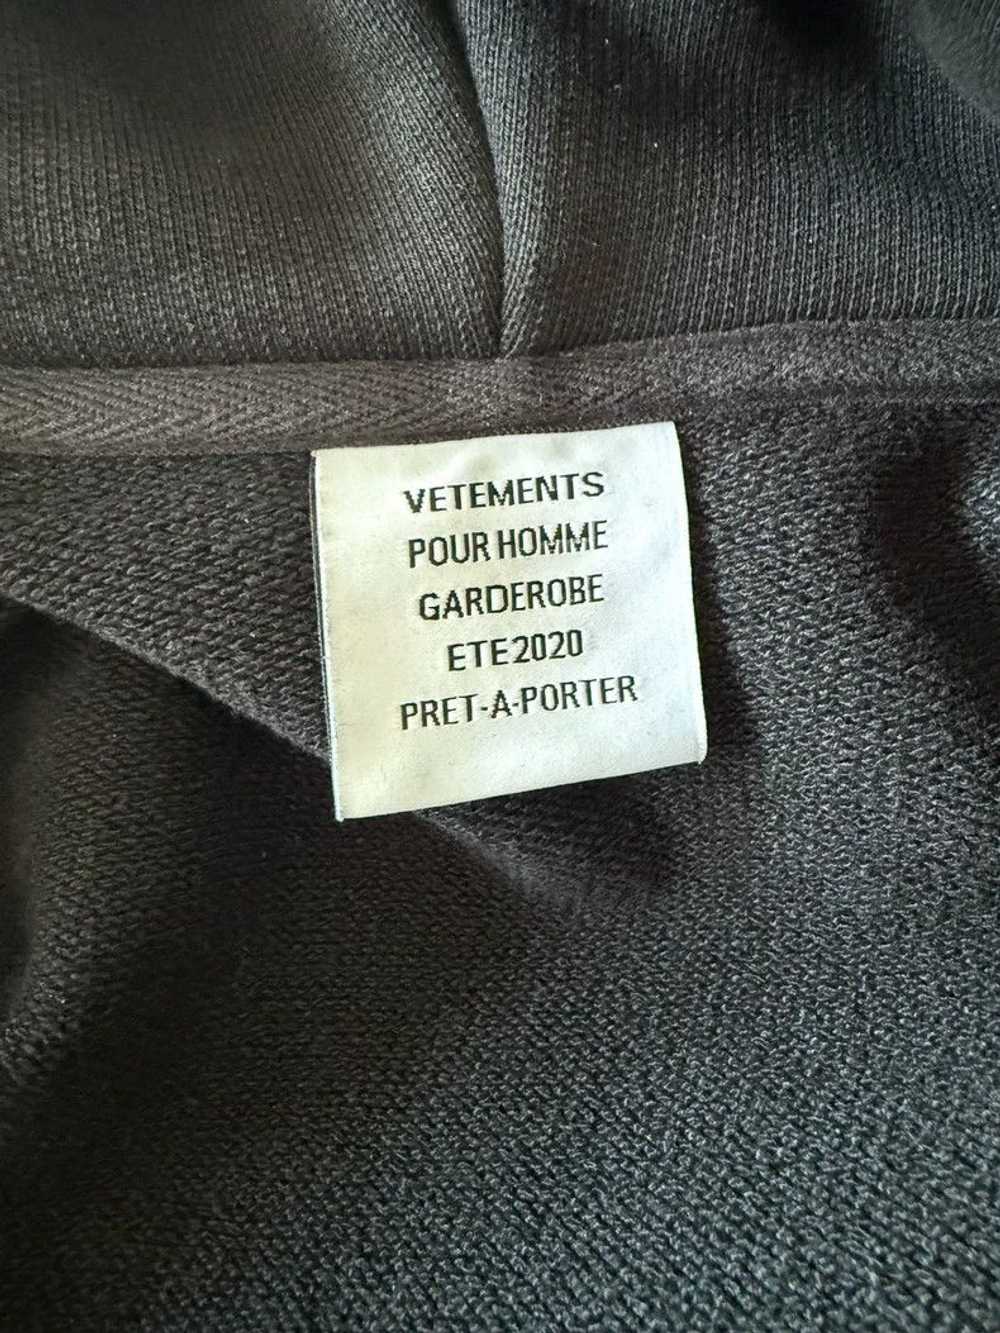 VETEMENTS
POUR HOMME
GARDEROBE
ETE2020
PRET-A-PORTER